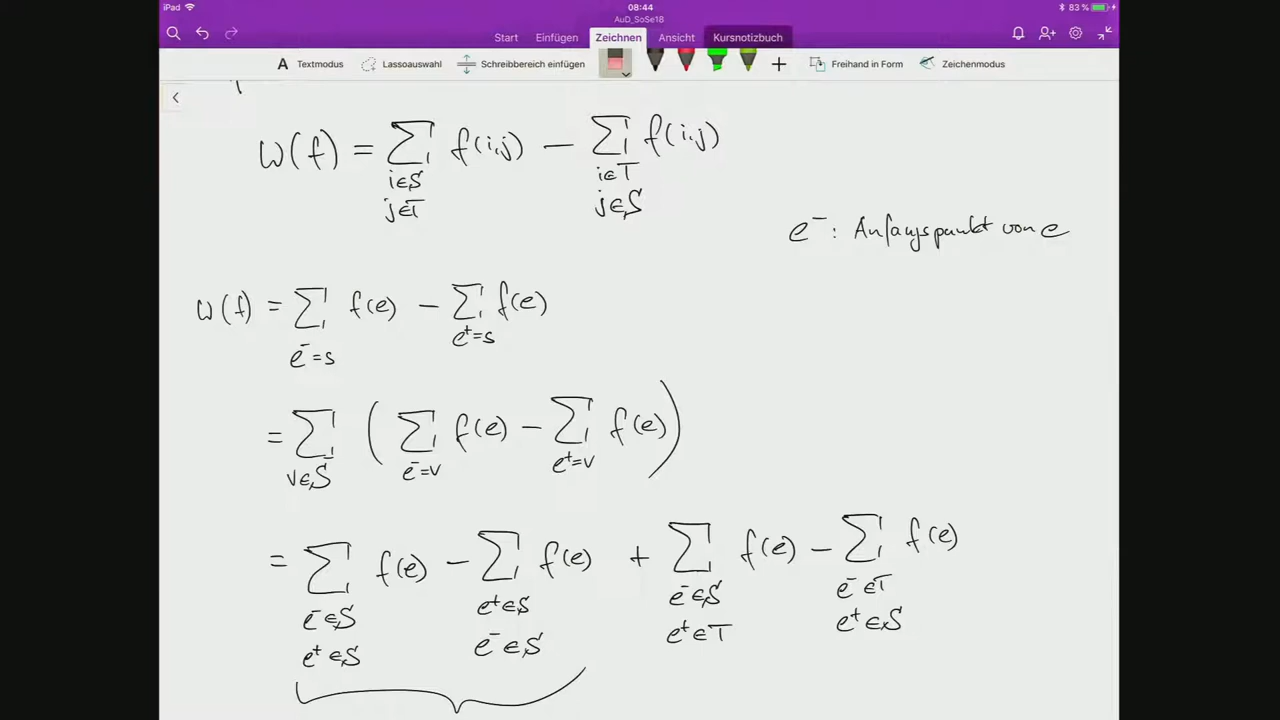 iPad 08:44 83 %
AuD_SoSe18
Start Einfügen Zeichnen Ansicht Kursnotizbuch
A Textmodus Lassoauswahl Schreibbereich einfügen + Freihand in Form Zeichenmodus
w(f) = ∑ f(i,j) − ∑ f(i,j)
i∈S i∈T
j∈T j∈S
e⁻: Anfangspunkt von e
w(f) = ∑ f(e) − ∑ f(e)
e⁻=s e⁺=s
= ∑ ( ∑ f(e) − ∑ f(e) )
v∈S e⁻=v e⁺=v
= ∑ f(e) − ∑ f(e) + ∑ f(e) − ∑ f(e)
e⁻∈S e⁺∈S e⁻∈S e⁻∈T
e⁺∈S e⁻∈S e⁺∈T e⁺∈S